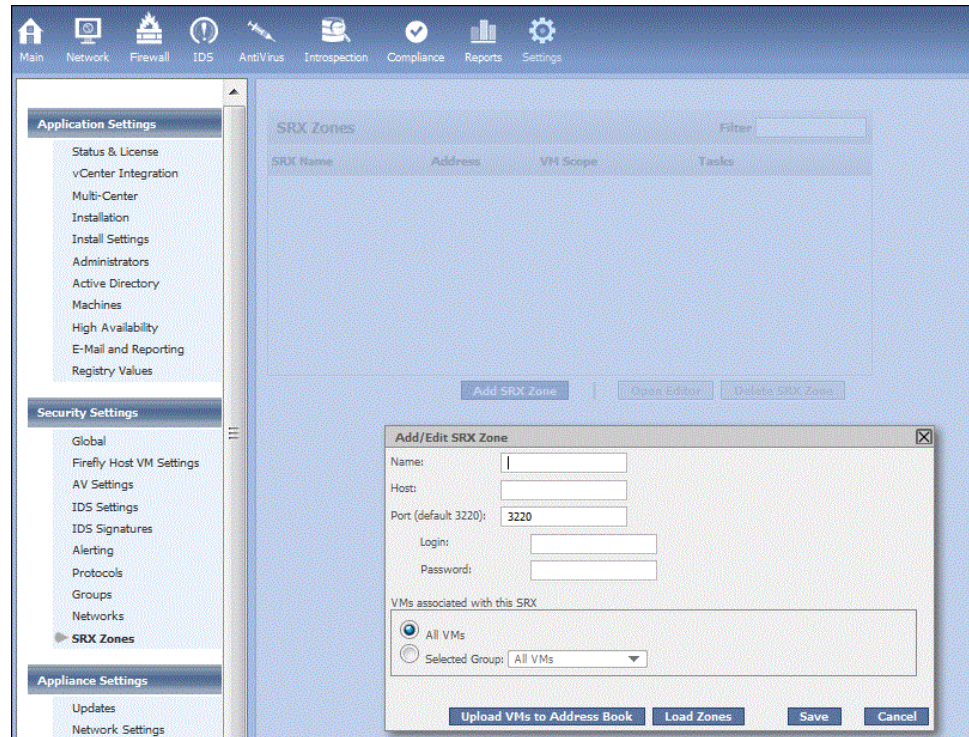 Main Network Firewall IDS AntiVirus Introspection Compliance Reports Settings
Application Settings
Status & License
vCenter Integration
Multi-Center
Installation
Install Settings
Administrators
Active Directory
Machines
High Availability
E-Mail and Reporting
Registry Values
Security Settings
Global
Firefly Host VM Settings
AV Settings
IDS Settings
IDS Signatures
Alerting
Protocols
Groups
Networks
SRX Zones
Appliance Settings
Updates
Network Settings
SRX Zones Filter
SRX Name Address VM Scope Tasks
Add SRX Zone Open Editor Delete SRX Zone
Add/Edit SRX Zone
Name:
Host:
Port (default 3220): 3220
Login:
Password:
VMs associated with this SRX
All VMs
Selected Group: All VMs
Upload VMs to Address Book Load Zones Save Cancel